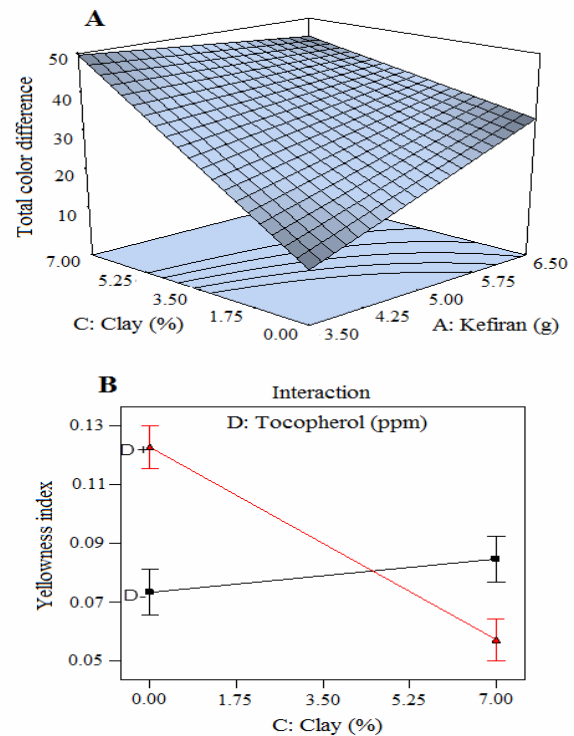 A
50
40
30
20
10
Total color difference
7.00
5.25
3.50
1.75
0.00
C: Clay (%)
6.50
5.75
5.00
4.25
3.50
A: Kefiran (g)
B
Interaction
D: Tocopherol (ppm)
0.13
0.11
0.09
0.07
0.05
Yellowness index
D+
D-
0.00 1.75 3.50 5.25 7.00
C: Clay (%)